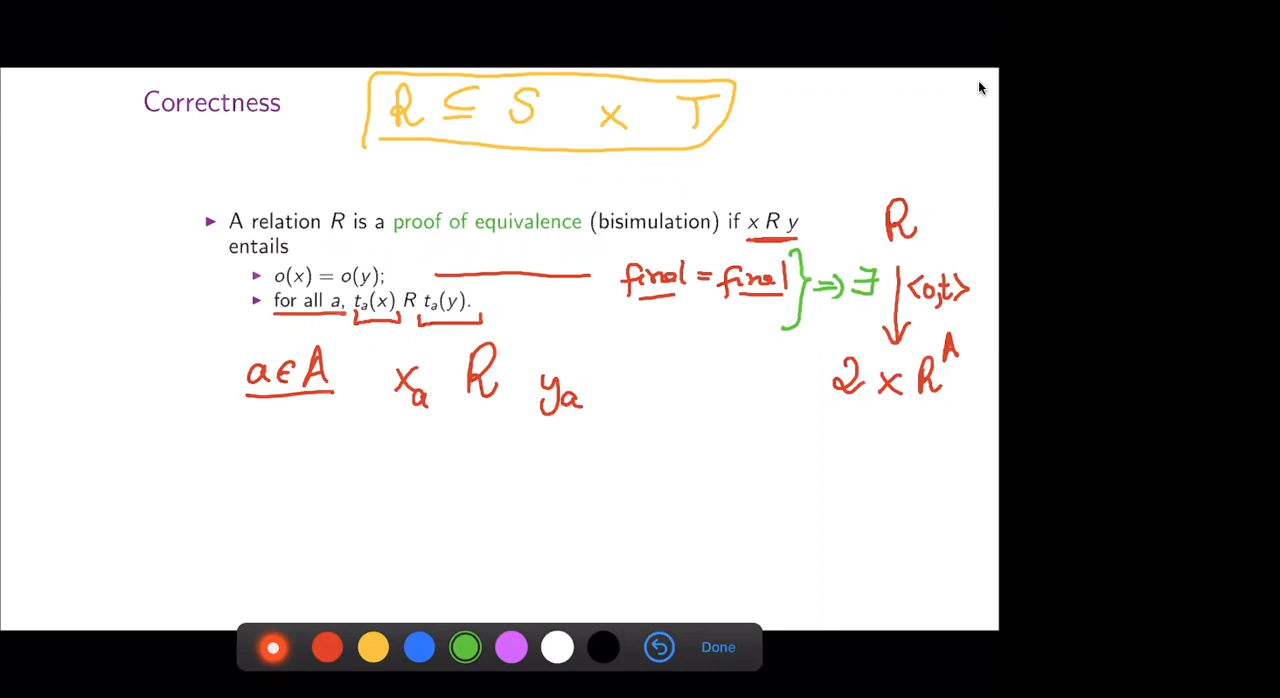 Correctness
R ⊆ S × T
▶ A relation R is a proof of equivalence (bisimulation) if x R y
entails
▶ o(x) = o(y);
final = final } ⇒ ∃
▶ for all a, tₐ(x) R tₐ(y).
a ∈ A xₐ R yₐ
R
↓ <o,t>
2 × R^A
Done